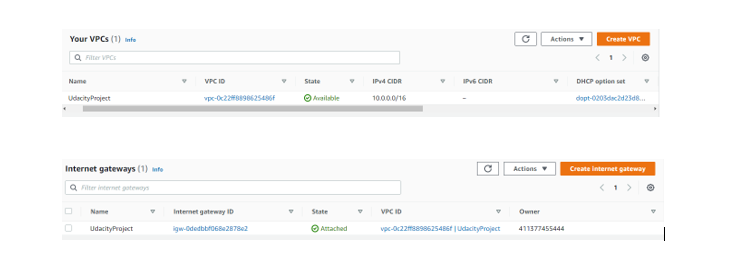 Your VPCs (1) Info
Actions ▼
Create VPC
Filter VPCs
1
Name VPC ID State IPv4 CIDR IPv6 CIDR DHCP option set
UdacityProject vpc-0c22ff8898625486f Available 10.0.0.0/16 – dopt-0203dac2d23d8...
Internet gateways (1) Info
Actions ▼
Create internet gateway
Filter internet gateways
1
Name Internet gateway ID State VPC ID Owner
UdacityProject igw-0dedbbf068e2878e2 Attached vpc-0c22ff8898625486f | UdacityProject 411377455444